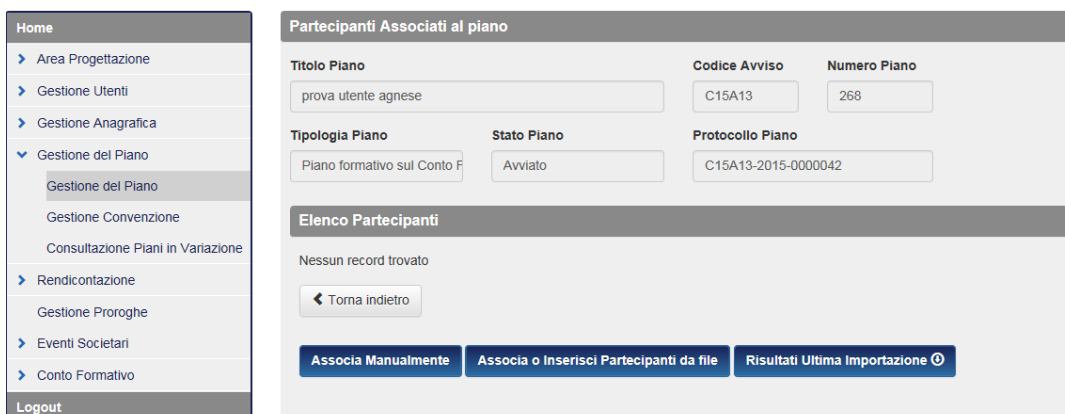 Home
Area Progettazione
Gestione Utenti
Gestione Anagrafica
Gestione del Piano
Gestione del Piano
Gestione Convenzione
Consultazione Piani in Variazione
Rendicontazione
Gestione Proroghe
Eventi Societari
Conto Formativo
Logout
Partecipanti Associati al piano
Titolo Piano Codice Avviso Numero Piano
prova utente agnese C15A13 268
Tipologia Piano Stato Piano Protocollo Piano
Piano formativo sul Conto F Avviato C15A13-2015-0000042
Elenco Partecipanti
Nessun record trovato
Torna indietro
Associa Manualmente Associa o Inserisci Partecipanti da file Risultati Ultima Importazione